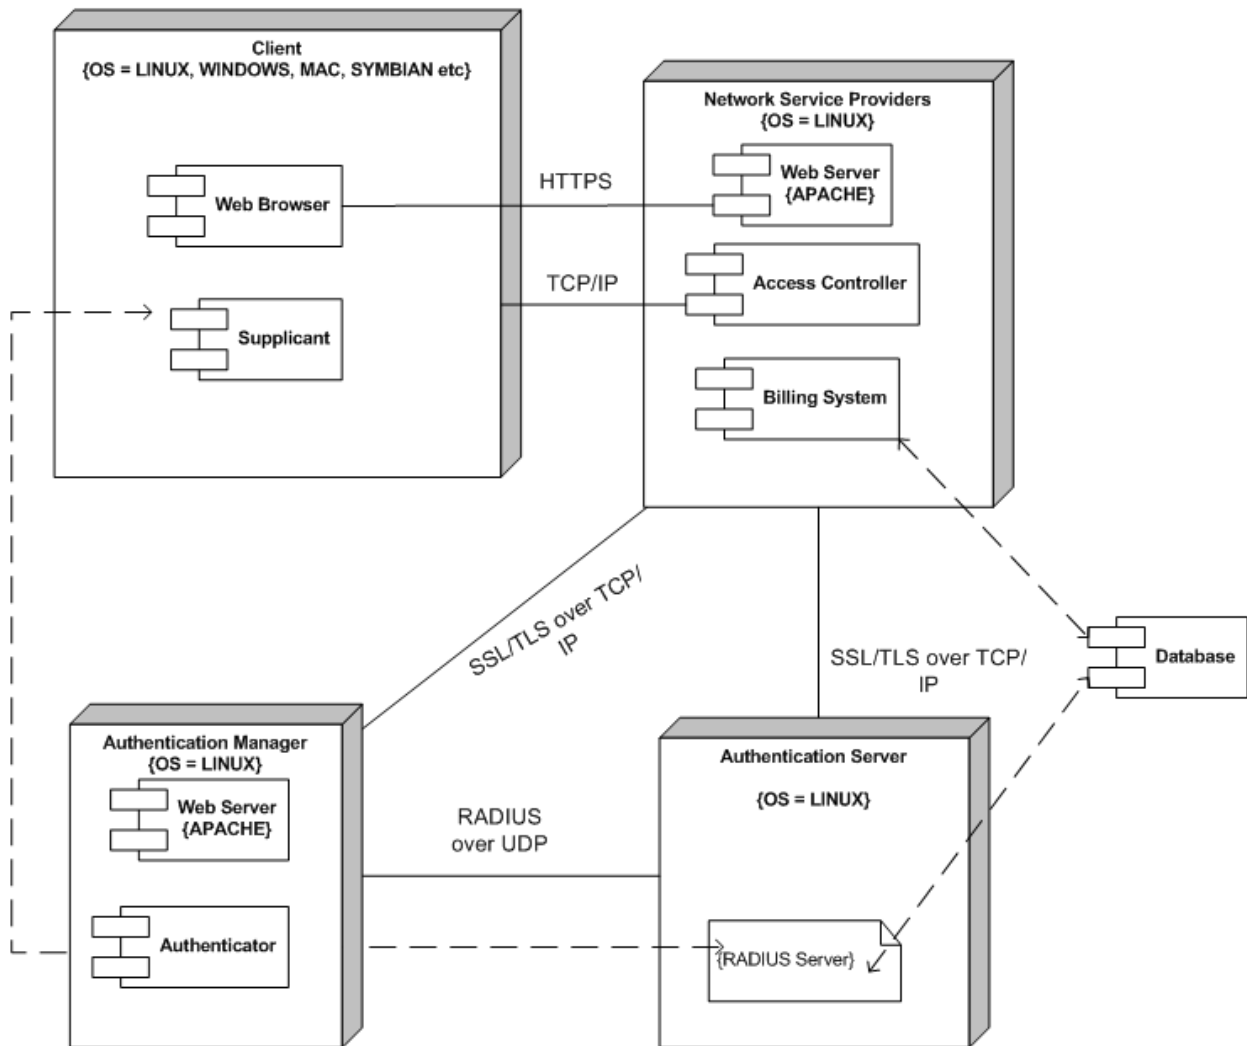 Client
{OS = LINUX, WINDOWS, MAC, SYMBIAN etc}
Web Browser
Supplicant
HTTPS
TCP/IP
Network Service Providers
{OS = LINUX}
Web Server
{APACHE}
Access Controller
Billing System
SSL/TLS over TCP/
IP
SSL/TLS over TCP/
IP
Database
Authentication Manager
{OS = LINUX}
Web Server
{APACHE}
Authenticator
RADIUS
over UDP
Authentication Server
{OS = LINUX}
{RADIUS Server}